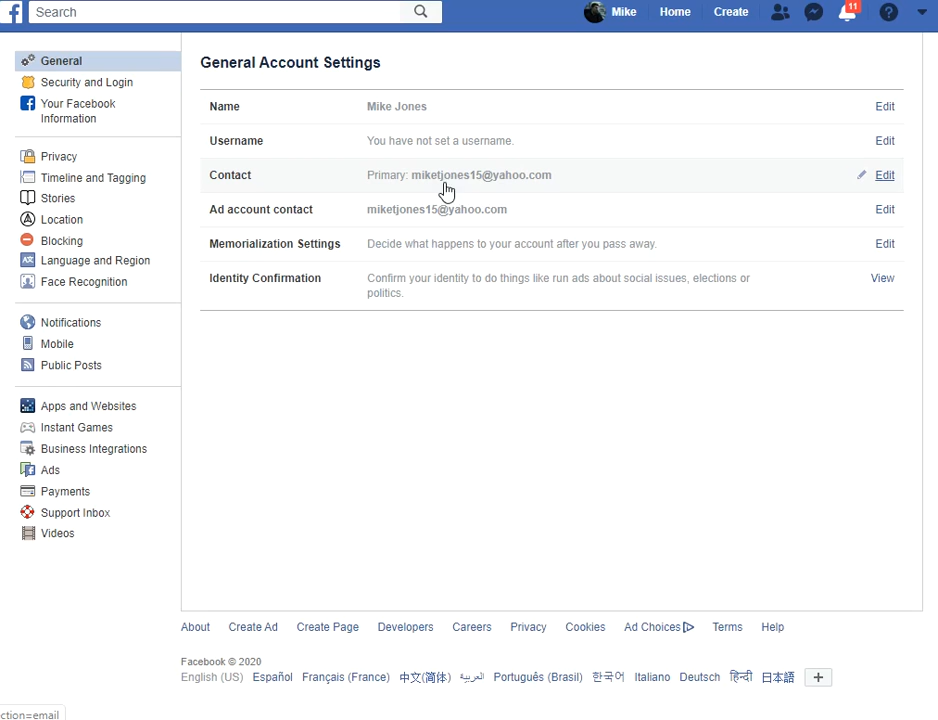 Search
Mike
Home
Create
11
General
Security and Login
Your Facebook
Information
Privacy
Timeline and Tagging
Stories
Location
Blocking
Language and Region
Face Recognition
Notifications
Mobile
Public Posts
Apps and Websites
Instant Games
Business Integrations
Ads
Payments
Support Inbox
Videos
General Account Settings
Name Mike Jones Edit
Username You have not set a username. Edit
Contact Primary: miketjones15@yahoo.com Edit
Ad account contact miketjones15@yahoo.com Edit
Memorialization Settings Decide what happens to your account after you pass away. Edit
Identity Confirmation Confirm your identity to do things like run ads about social issues, elections or View
politics.
About Create Ad Create Page Developers Careers Privacy Cookies Ad Choices Terms Help
Facebook © 2020
English (US) Español Français (France) 中文(简体) العربية Português (Brasil) 한국어 Italiano Deutsch हिन्दी 日本語 +
ction=email